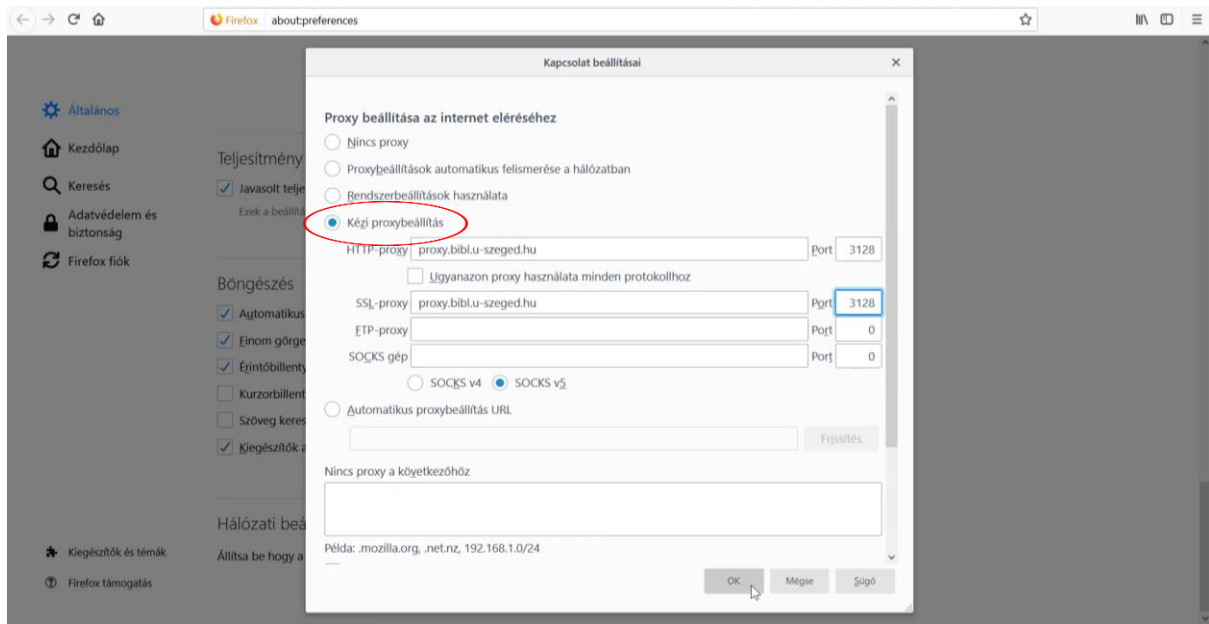 Firefox about:preferences
Kapcsolat beállításai
Általános
Kezdőlap
Keresés
Adatvédelem és
biztonság
Firefox fiók
Kiegészítők és témák
Firefox támogatás
Teljesítmény
Javasolt telje
Ezek a beállítá
Böngészés
Automatikus
Finom görge
Érintőbillenty
Kurzorbillent
Szöveg keres
Kiegészítők a
Hálózati beá
Állítsa be hogy a
Proxy beállítása az internet eléréséhez
Nincs proxy
Proxybeállítások automatikus felismerése a hálózatban
Rendszerbeállítások használata
Kézi proxybeállítás
HTTP-proxy proxy.bibl.u-szeged.hu Port 3128
Ugyanazon proxy használata minden protokollhoz
SSL-proxy proxy.bibl.u-szeged.hu Port 3128
FTP-proxy Port 0
SOCKS gép Port 0
SOCKS v4 SOCKS v5
Automatikus proxybeállítás URL
Frissítés
Nincs proxy a következőhöz
Példa: .mozilla.org, .net.nz, 192.168.1.0/24
OK Mégse Súgó